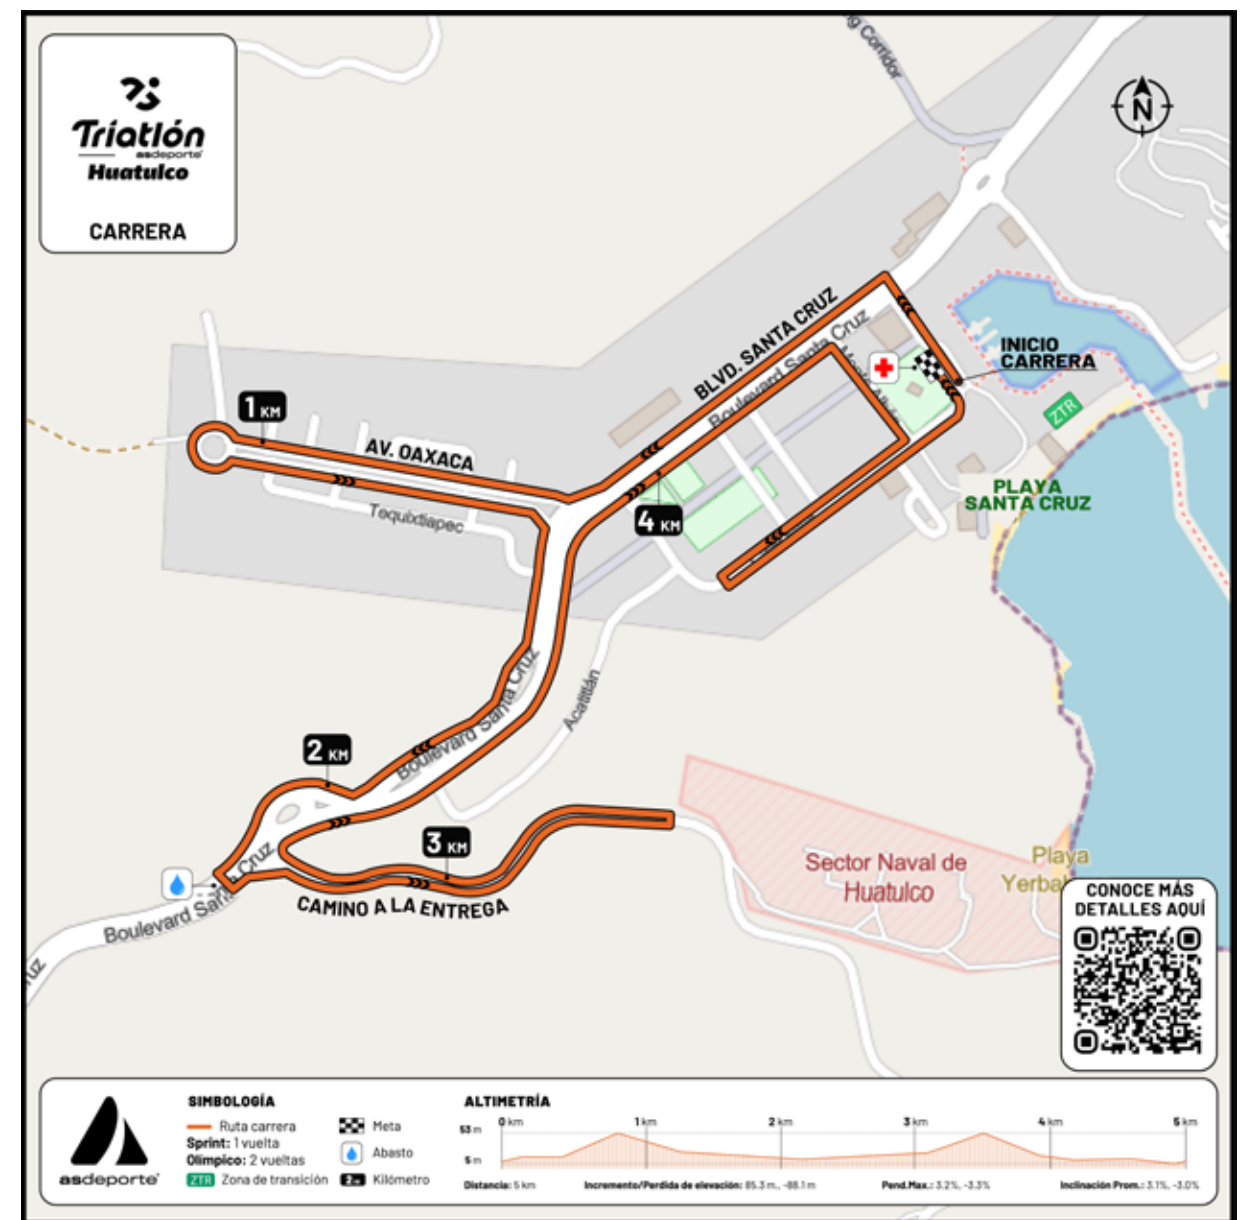 Triatlón
asdeporte
Huatulco
CARRERA
ng Corridor
N
BLVD. SANTA CRUZ
Boulevard Santa Cruz
INICIO
CARRERA
ZTR
1 KM
AV. OAXACA
Tequixtlapec
4 KM
PLAYA
SANTA CRUZ
Boulevard Santa Cruz
Acatitlán
2 KM
3 KM
CAMINO A LA ENTREGA
Boulevard Santa Cruz
Sector Naval de
Huatulco
Playa
CONOCE MÁS
DETALLES AQUÍ
asdeporte
SIMBOLOGÍA
Ruta carrera
Sprint: 1 vuelta
Olímpico: 2 vueltas
ZTR Zona de transición
Meta
Abasto
2 KM Kilómetro
ALTIMETRÍA
0 km 1 km 2 km 3 km 4 km 5 km
53 m
5 m
Distancia: 5 km Incremento/Perdida de elevación: 85.3 m, -88.1 m Pend.Max.: 3.2%, -3.3% Inclinación Prom.: 3.1%, -3.0%